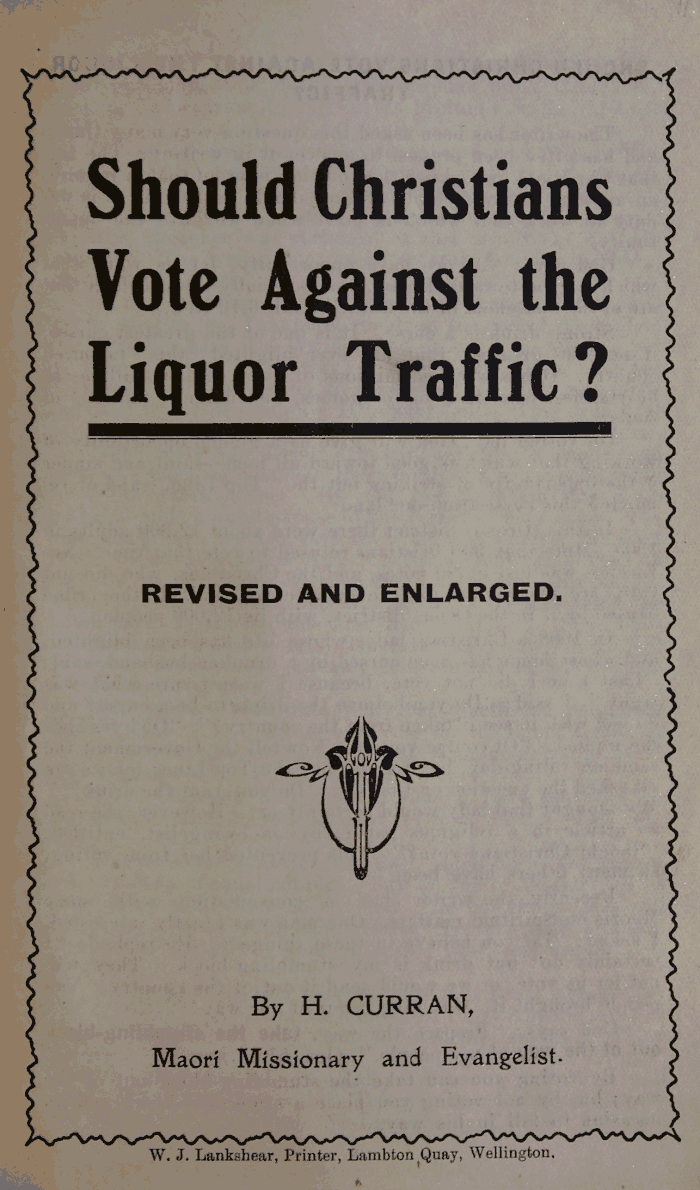 Should Christians
Vote Against the
Liquor Traffic?
REVISED AND ENLARGED.
By H. CURRAN,
Maori Missionary and Evangelist.
W. J. Lankshear, Printer, Lambton Quay, Wellington.